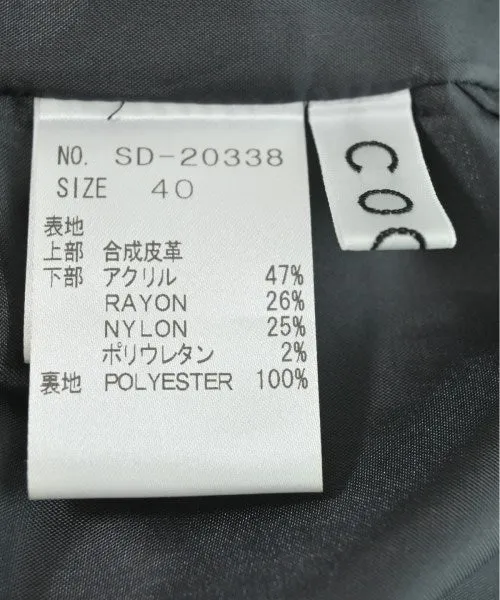 NO. SD-20338
SIZE 40
表地
上部 合成皮革
下部 アクリル 47%
RAYON 26%
NYLON 25%
ポリウレタン 2%
裏地 POLYESTER 100%
CO